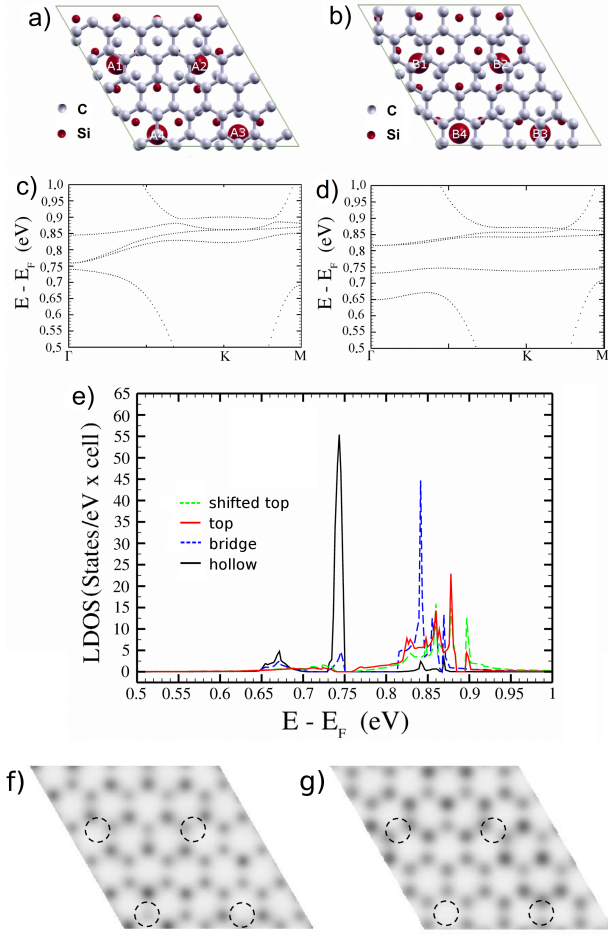 a)
A1
A2
A4
A3
C
Si
b)
B1
B2
B4
B3
C
Si
c)
E - E_F (eV)
1,0
0,95
0,9
0,85
0,8
0,75
0,7
0,65
0,6
0,55
0,5
Γ
K
M
d)
E - E_F (eV)
1,0
0,95
0,9
0,85
0,8
0,75
0,7
0,65
0,6
0,55
0,5
Γ
K
M
e)
LDOS (States/eV x cell)
65
60
55
50
45
40
35
30
25
20
15
10
5
0
shifted top
top
bridge
hollow
0.5 0.55 0.6 0.65 0.7 0.75 0.8 0.85 0.9 0.95 1
E - E_F (eV)
f)
g)